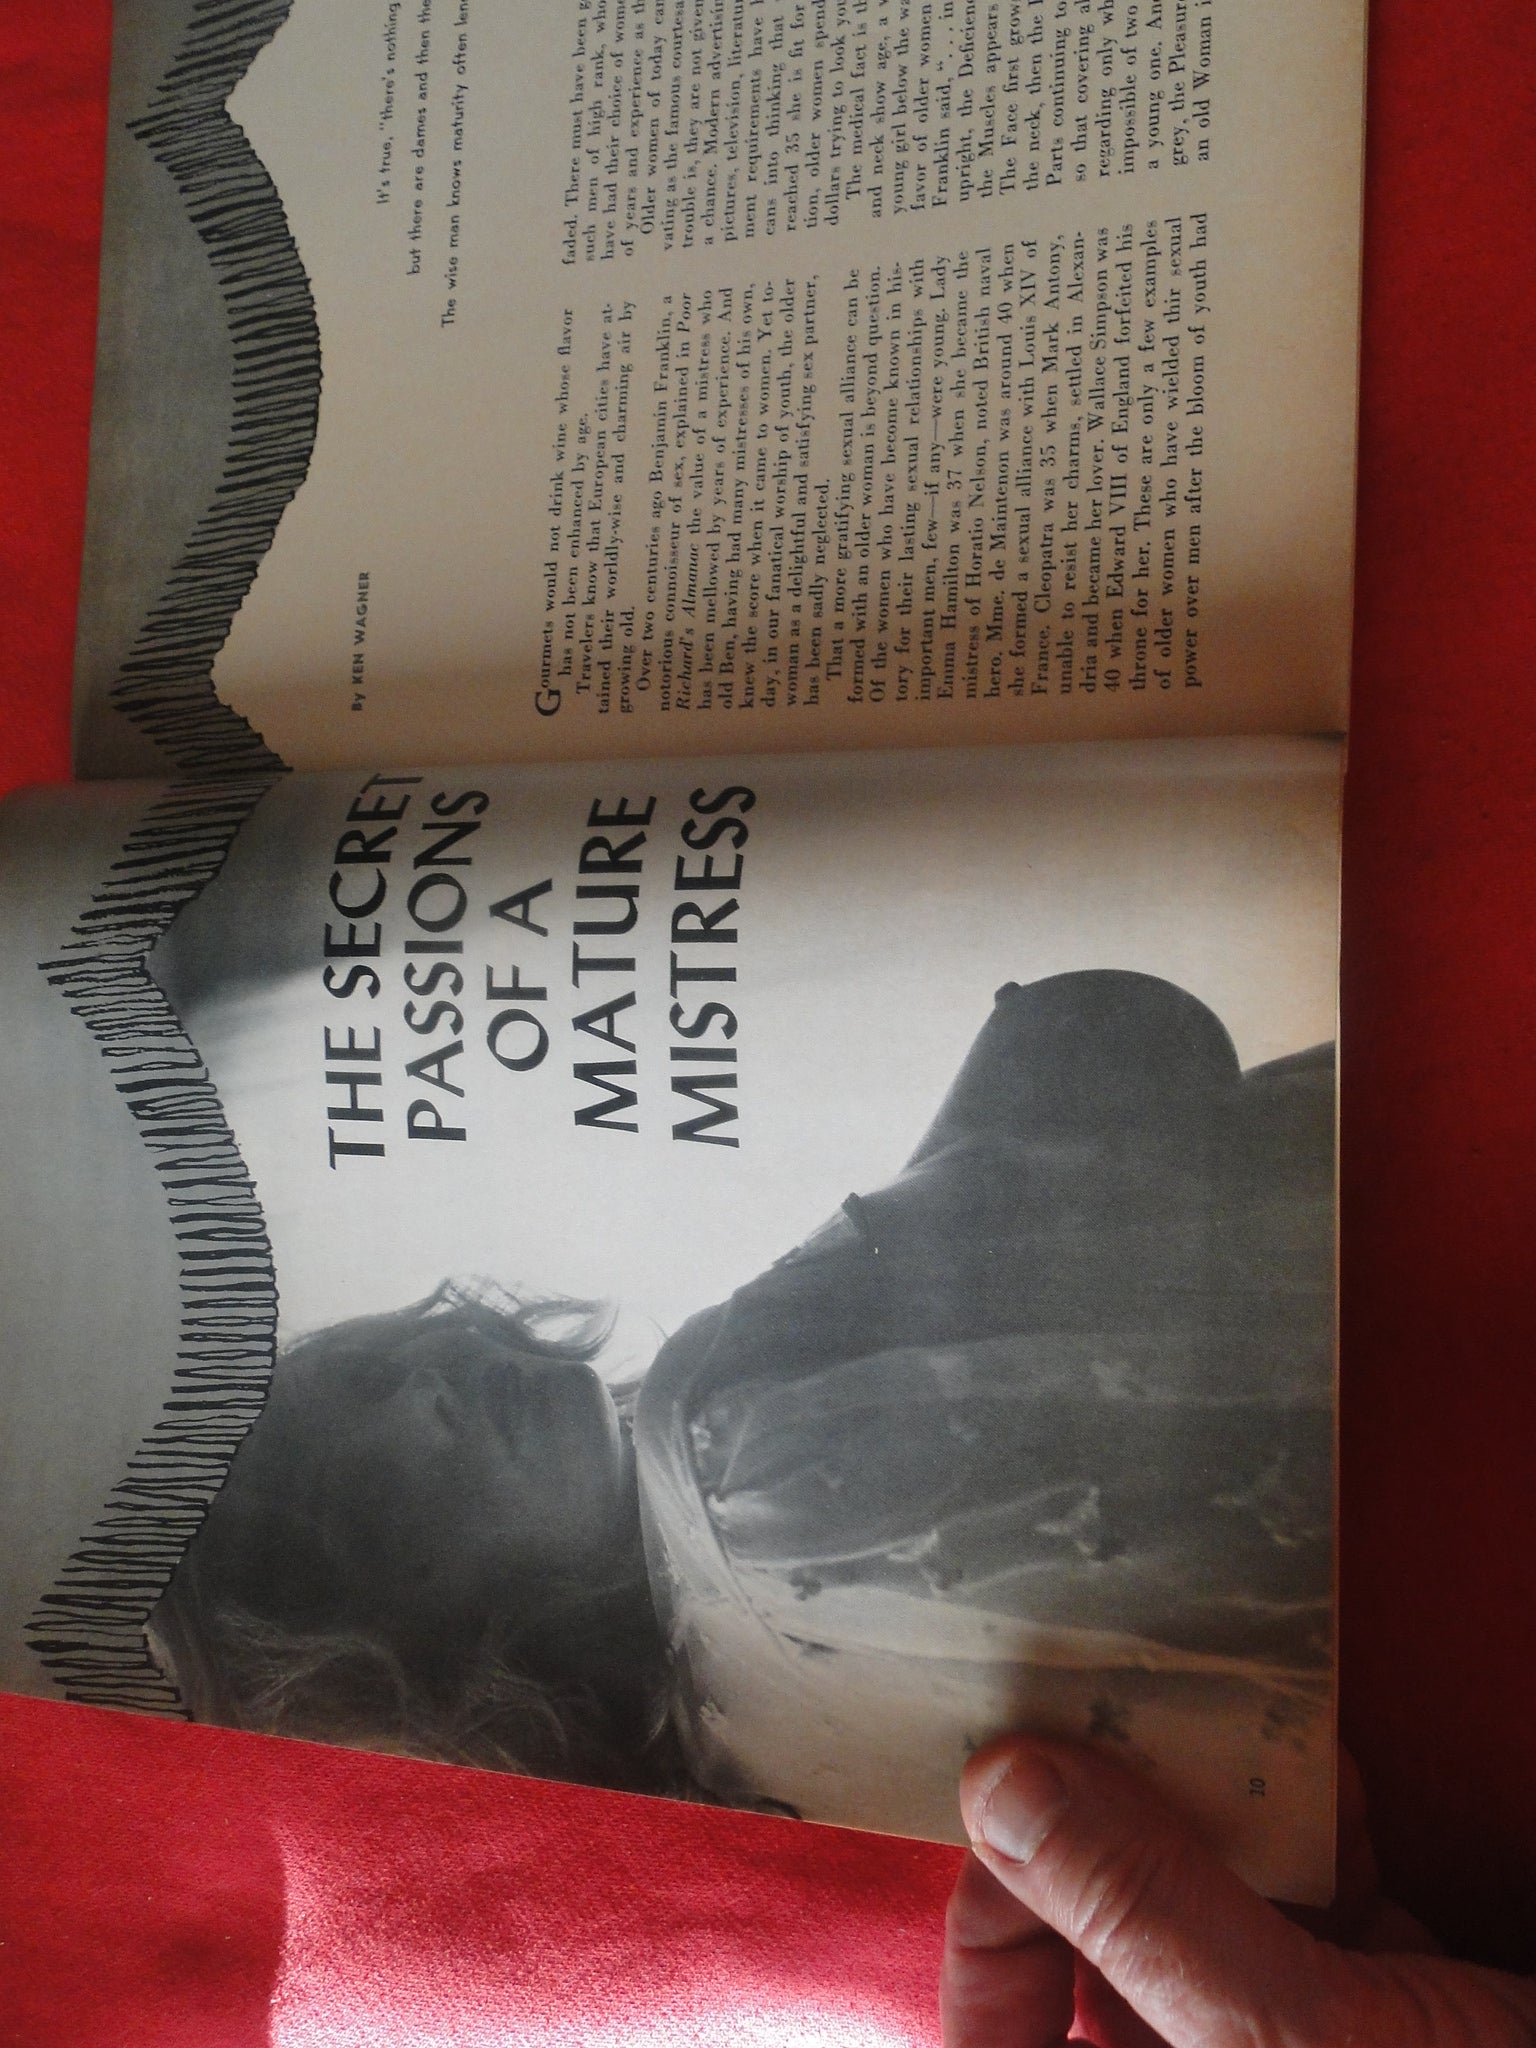 THE SECRET
PASSIONS
OF A
MATURE
MISTRESS
10
It's true, "there's nothing
but there are dames and then the
The wise man knows maturity often
By KEN WAGNER
Gourmets would not drink wine whose flavor
has not been enhanced by age.
Travelers know that European cities have at-
tained their worldly-wise and charming air by
growing old.
Over two centuries ago Benjamin Franklin, a
notorious connoisseur of sex, explained in Poor
Richard's Almanac the value of a mistress who
has been mellowed by years of experience. And
old Ben, having had many mistresses of his own,
knew the score when it came to women. Yet to-
day, in our fanatical worship of youth, the older
woman as a delightful and satisfying sex partner,
has been sadly neglected.
That a more gratifying sexual alliance can be
formed with an older woman is beyond question.
Of the women who have become known in his-
tory for their lasting sexual relationships with
important men, few—if any—were young. Lady
Emma Hamilton was 37 when she became the
mistress of Horatio Nelson, noted British naval
hero. Mme. de Maintenon was around 40 when
she formed a sexual alliance with Louis XIV of
France. Cleopatra was 35 when Mark Antony,
unable to resist her charms, settled in Alexan-
dria and became her lover. Wallace Simpson was
40 when Edward VIII of England forfeited his
throne for her. These are only a few examples
of older women who have wielded thir sexual
power over men after the bloom of youth had
faded. There must have been
such men of high rank, who
have had their choice of
of years and experience as
Older women of today
vating as the famous
trouble is, they are not given
a chance. Modern
pictures, television,
ment requirements have
cans into thinking that
reached 35 she is fit for
tion, older women spend
dollars trying to look
The medical fact is
and neck show age, a
young girl below the
favor of older women
Franklin said, ". . . in
upright, the
the Muscles appears
The Face first
the neck, then the
Parts continuing to
so that covering
regarding only
impossible of two
a young one. And
grey, the
an old Woman